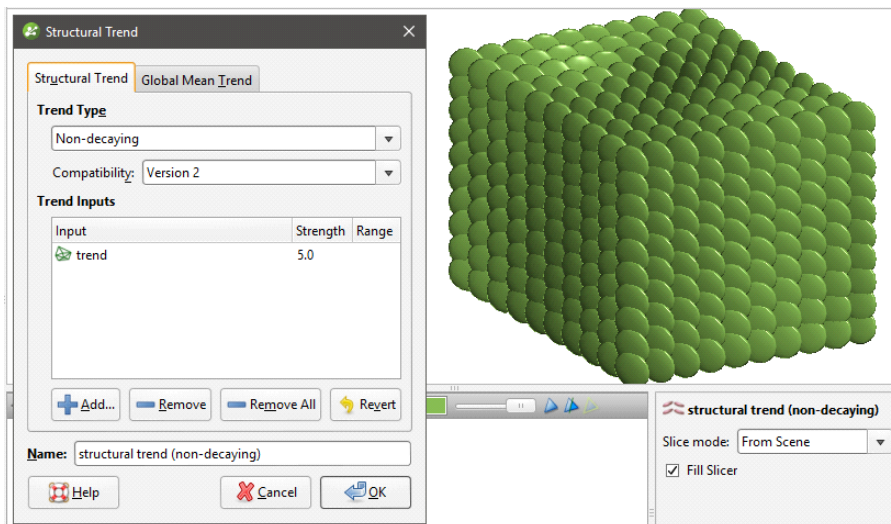 Structural Trend
Structural Trend
Global Mean Trend
Trend Type
Non-decaying
Compatibility: Version 2
Trend Inputs
Input Strength Range
trend 5.0
Add... Remove Remove All Revert
Name: structural trend (non-decaying)
Help Cancel OK
structural trend (non-decaying)
Slice mode: From Scene
Fill Slicer